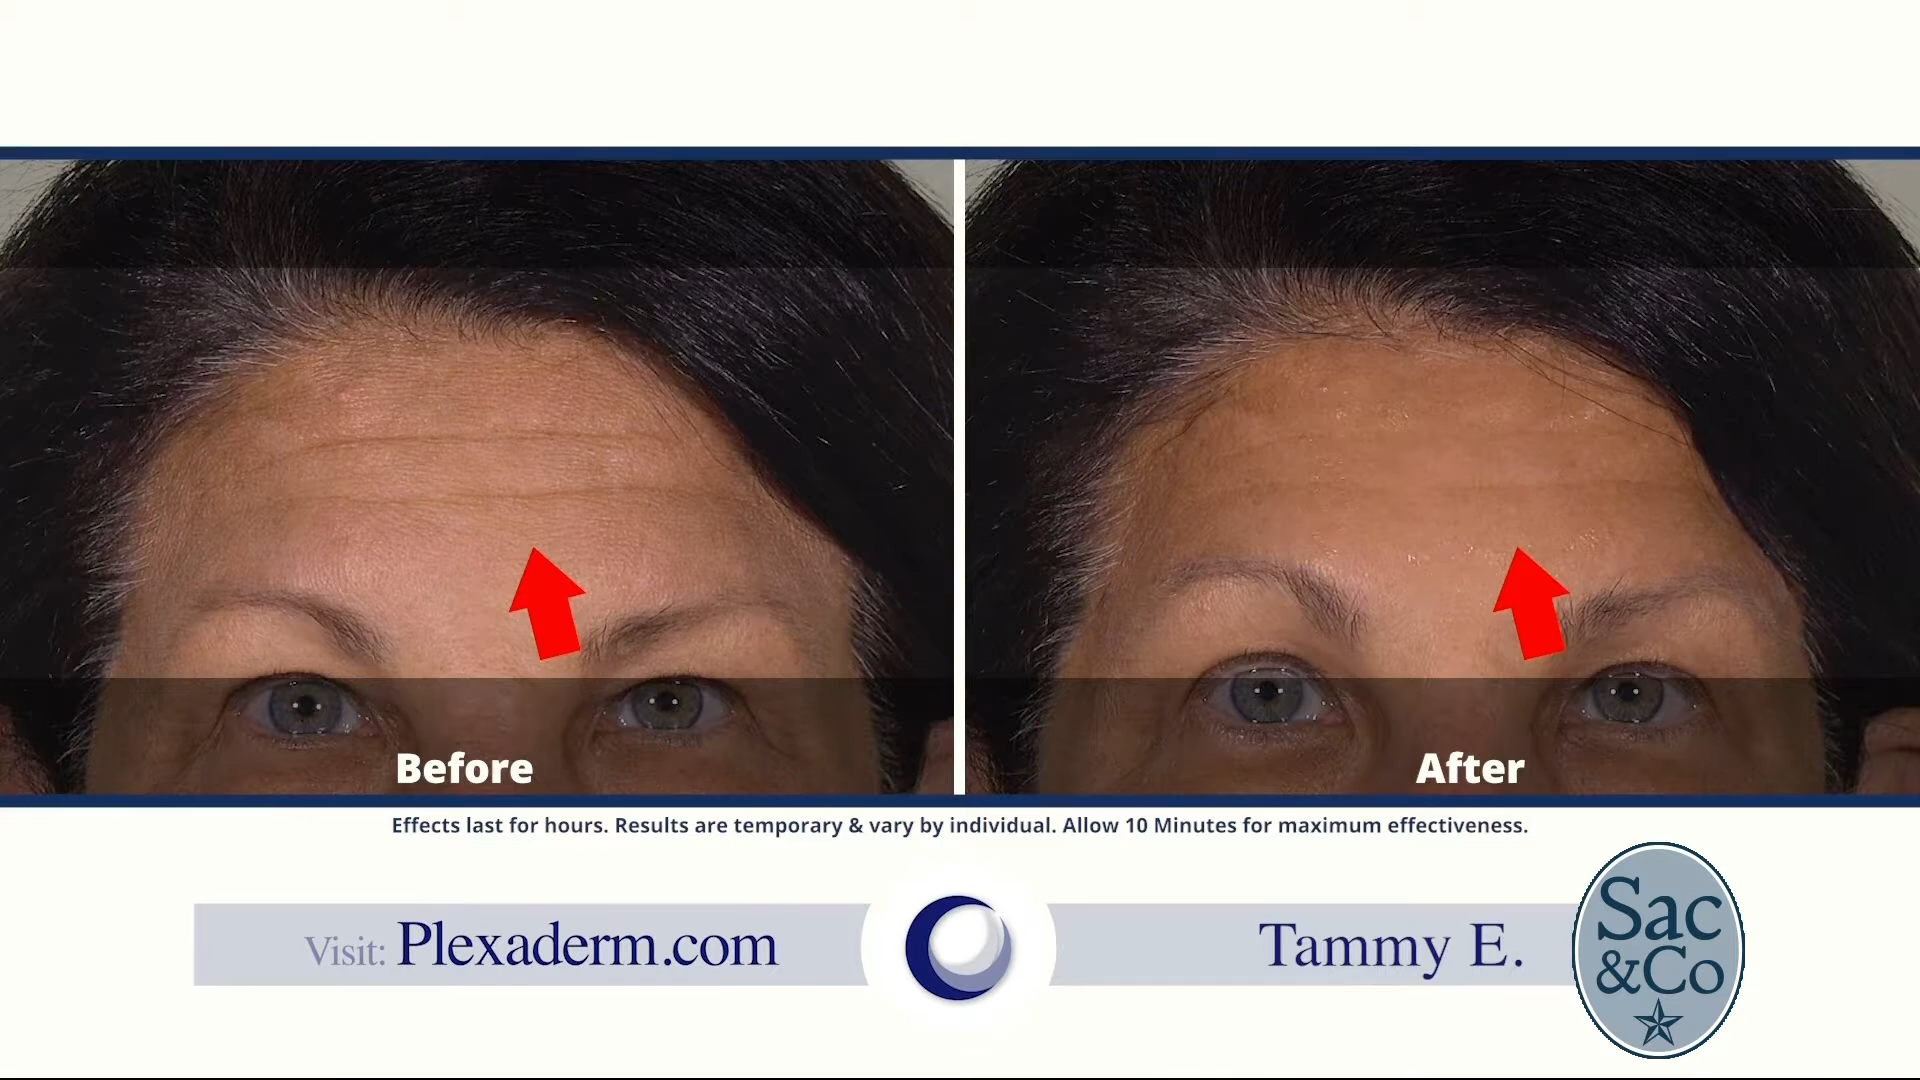 Before
After
Effects last for hours. Results are temporary & vary by individual. Allow 10 Minutes for maximum effectiveness.
Visit: Plexaderm.com
Tammy E.
Sac
&Co